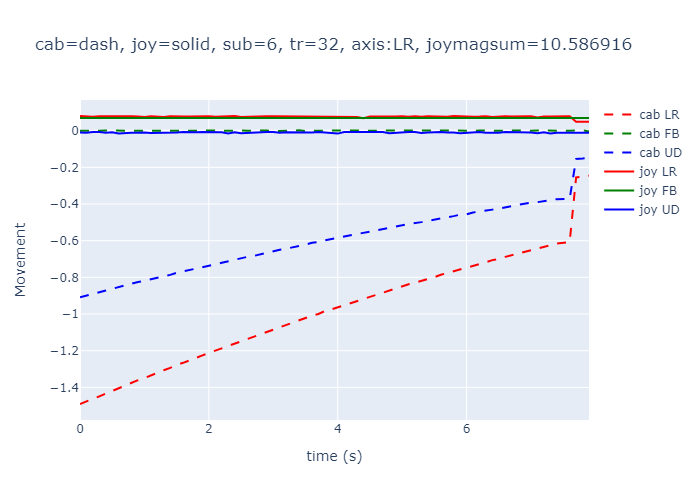 cab=dash, joy=solid, sub=6, tr=32, axis:LR, joymagsum=10.586916
cab LR
cab FB
cab UD
joy LR
joy FB
joy UD
0
−0.2
−0.4
−0.6
−0.8
−1
−1.2
−1.4
Movement
0 2 4 6
time (s)